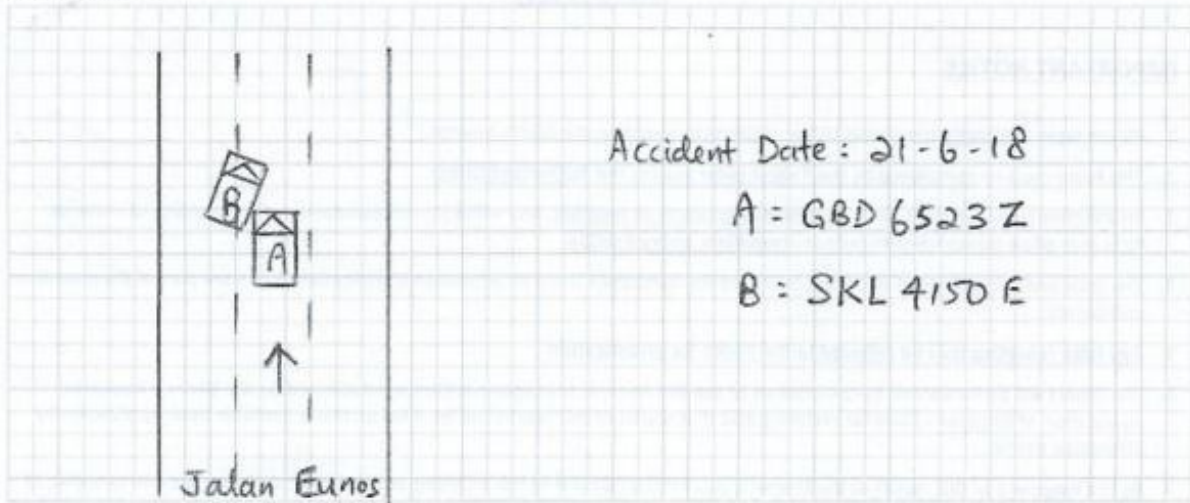 Accident Date : 21-6-18
A = GBD 6523 Z
B : SKL 4150 E
B
A
Jalan Eunos